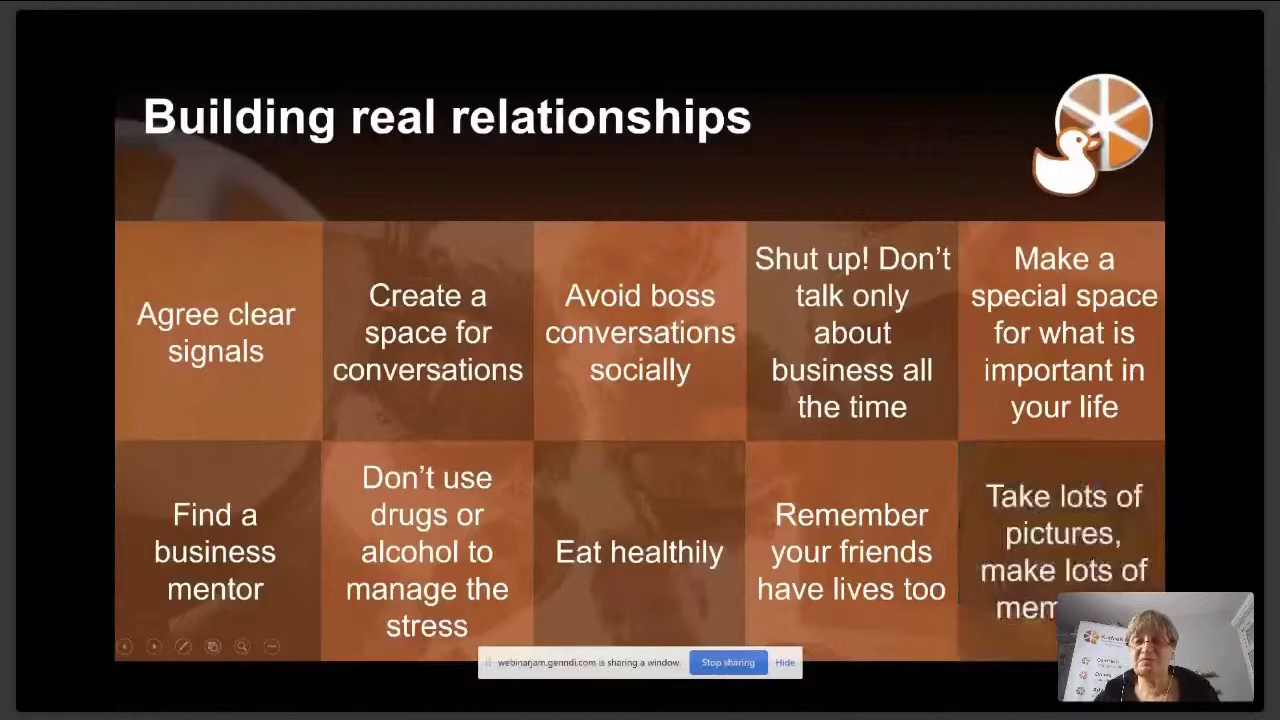 Building real relationships
Agree clear
signals
Create a
space for
conversations
Avoid boss
conversations
socially
Shut up! Don’t
talk only
about
business all
the time
Make a
special space
for what is
important in
your life
Find a
business
mentor
Don’t use
drugs or
alcohol to
manage the
stress
Eat healthily
Remember
your friends
have lives too
Take lots of
pictures,
make lots of
webinarjam.genndi.com is sharing a window.
Stop sharing
Hide